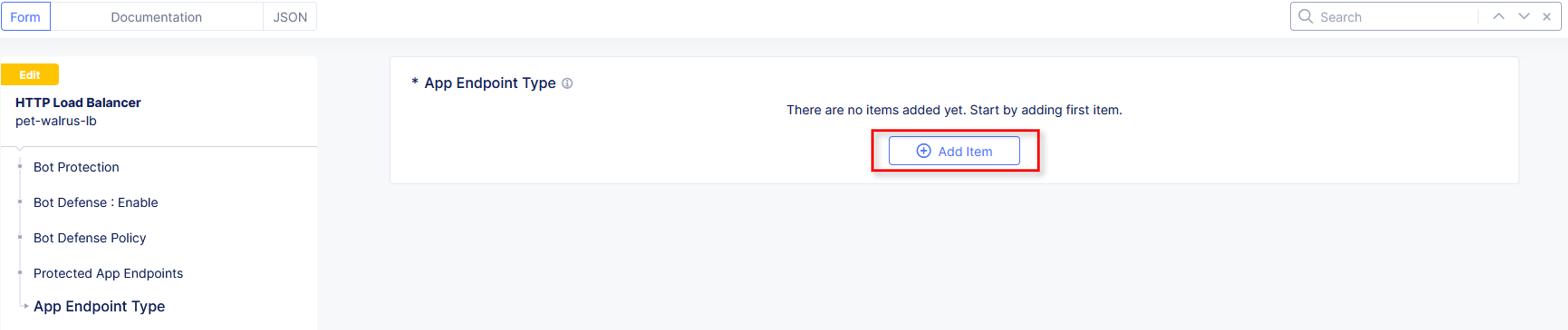 Form Documentation JSON
Search
Edit
HTTP Load Balancer
pet-walrus-lb
Bot Protection
Bot Defense : Enable
Bot Defense Policy
Protected App Endpoints
App Endpoint Type
* App Endpoint Type
There are no items added yet. Start by adding first item.
Add Item